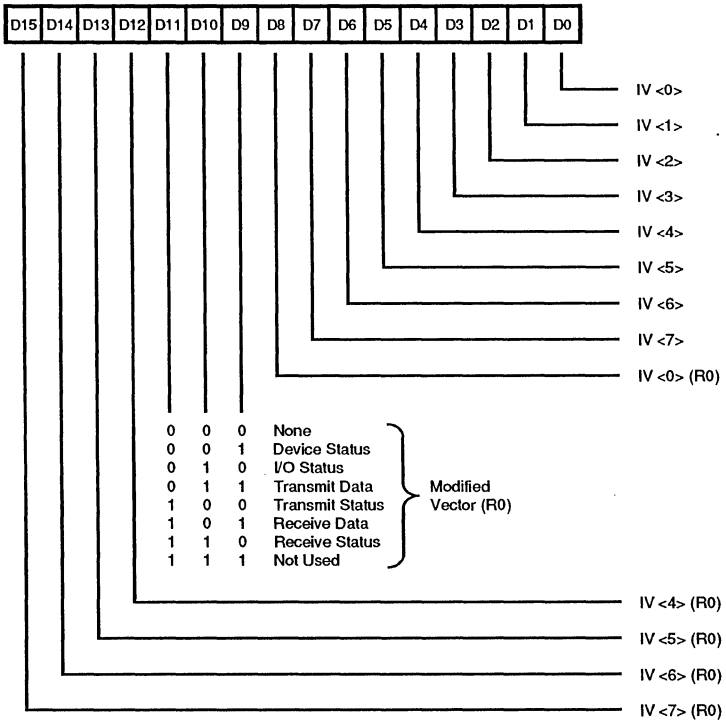 D15 D14 D13 D12 D11 D10 D9 D8 D7 D6 D5 D4 D3 D2 D1 D0
IV <0>
IV <1>
IV <2>
IV <3>
IV <4>
IV <5>
IV <6>
IV <7>
IV <0> (R0)
0 0 0 None
0 0 1 Device Status
0 1 0 I/O Status
0 1 1 Transmit Data
1 0 0 Transmit Status
1 0 1 Receive Data
1 1 0 Receive Status
1 1 1 Not Used
Modified
Vector (R0)
IV <4> (R0)
IV <5> (R0)
IV <6> (R0)
IV <7> (R0)